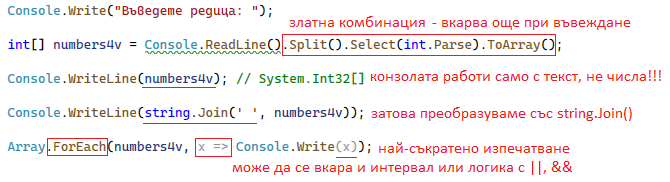 Console.Write("Въведете редица: ");
златна комбинация - вкарва още при въвеждане
int[] numbers4v = Console.ReadLine().Split().Select(int.Parse).ToArray();
Console.WriteLine(numbers4v); // System.Int32[] конзолата работи само с текст, не числа!!!
Console.WriteLine(string.Join(' ', numbers4v)); затова преобразуваме със string.Join()
Array.ForEach(numbers4v, x => Console.Write(x)); най-съкратено изпечатване
може да се вкара и интервал или логика с ||, &&